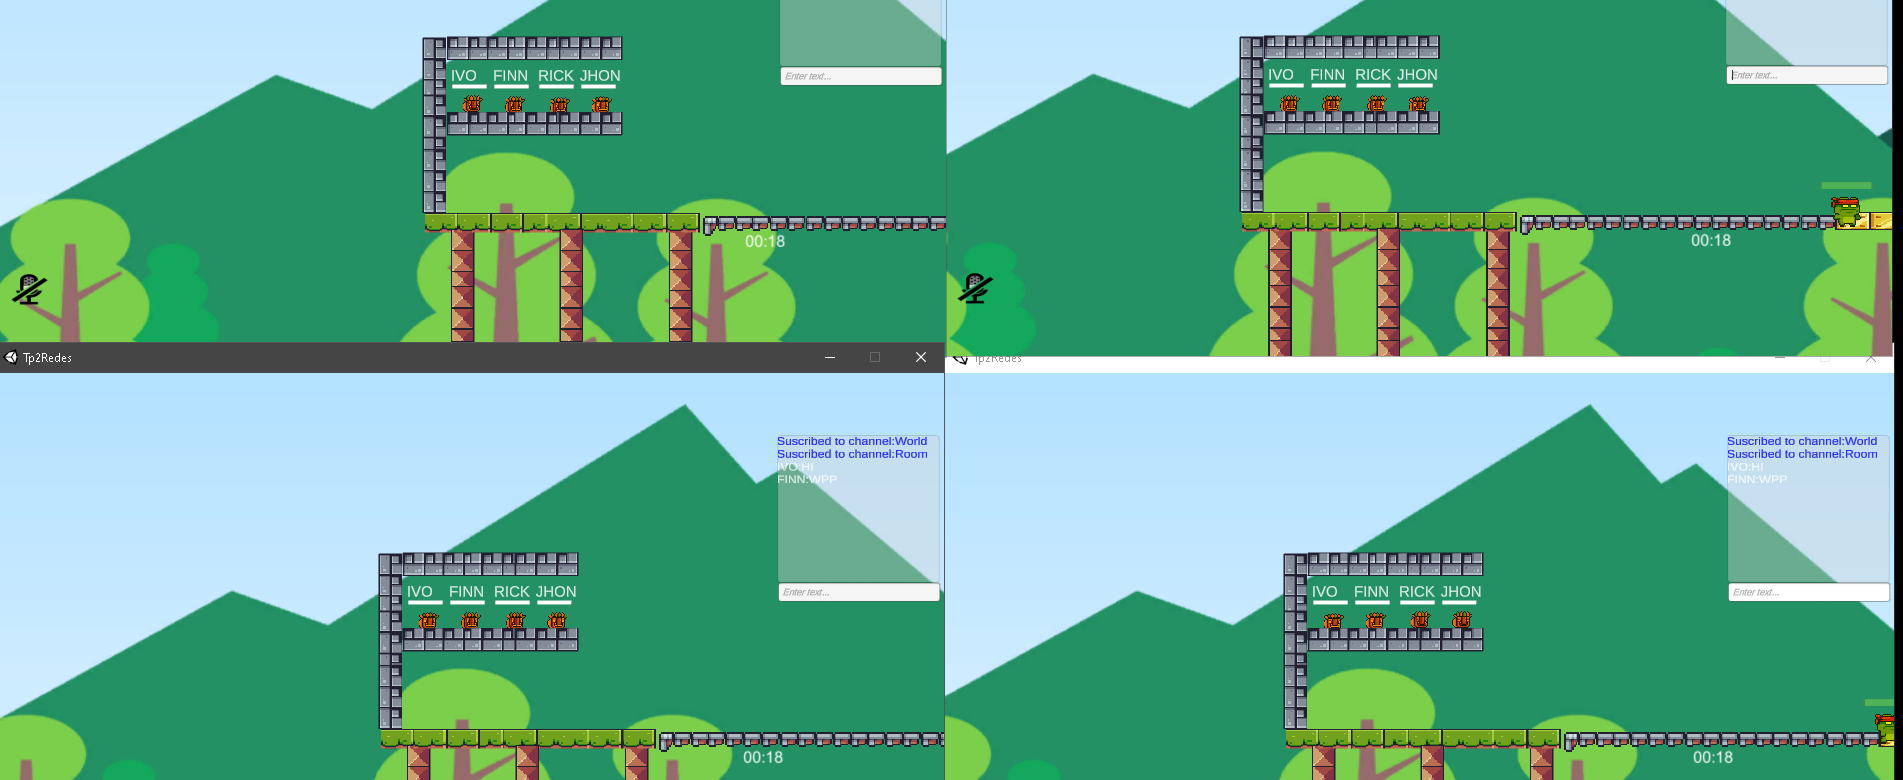 IVO FINN RICK JHON
Enter text...
00:18
IVO FINN RICK JHON
Enter text...
00:18
Tp2Redes
Suscribed to channel:World
Suscribed to channel:Room
IVO:HI
FINN:WPP
IVO FINN RICK JHON
Enter text...
00:18
Tp2Redes
Suscribed to channel:World
Suscribed to channel:Room
IVO:HI
FINN:WPP
IVO FINN RICK JHON
Enter text...
00:18